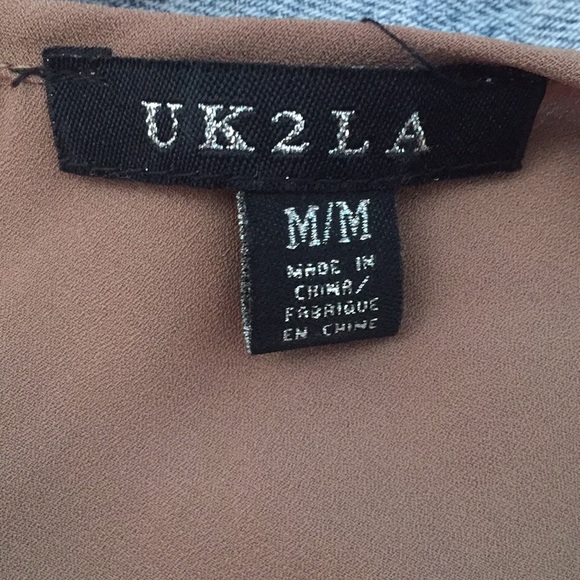 UK2LA
M/M
MADE IN
CHINA/
FABRIQUE
EN CHINE